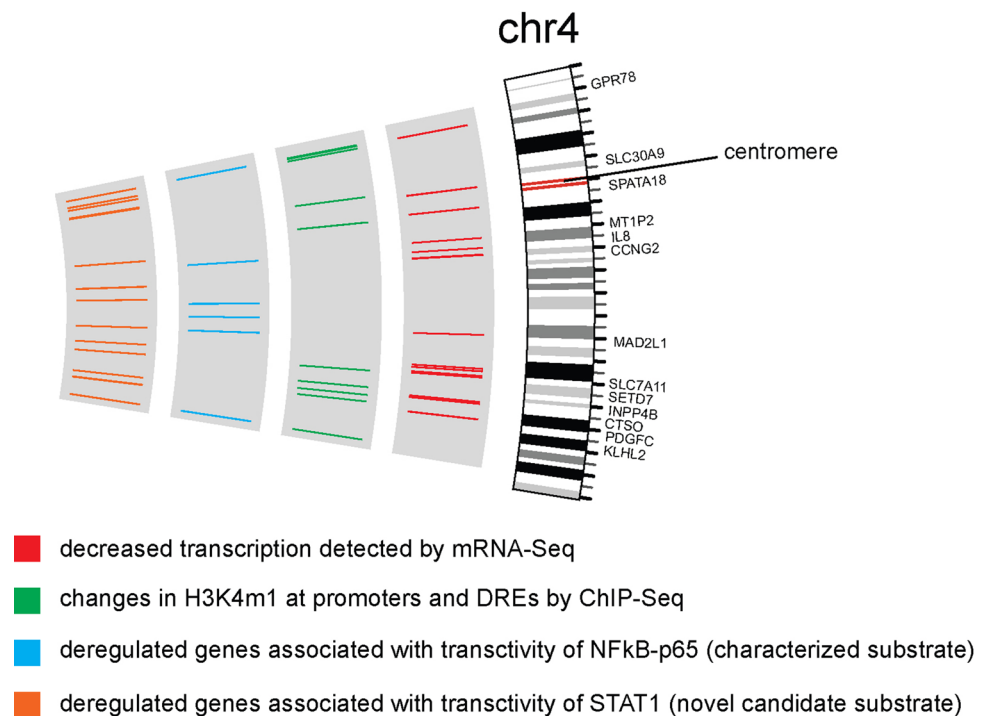 chr4
GPR78
SLC30A9
centromere
SPATA18
MT1P2
IL8
CCNG2
MAD2L1
SLC7A11
SETD7
INPP4B
CTSO
PDGFC
KLHL2
decreased transcription detected by mRNA-Seq
changes in H3K4m1 at promoters and DREs by ChIP-Seq
deregulated genes associated with transctivity of NFkB-p65 (characterized substrate)
deregulated genes associated with transctivity of STAT1 (novel candidate substrate)